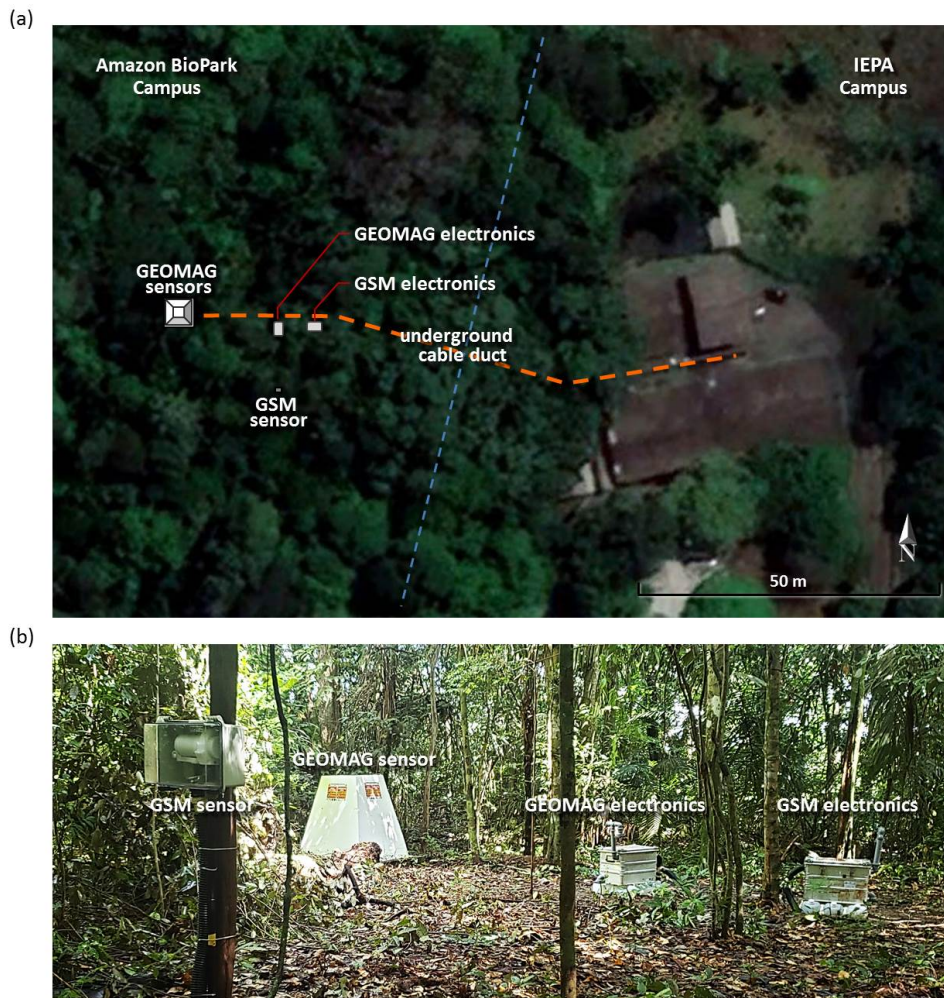 (a)
Amazon BioPark
Campus
IEPA
Campus
GEOMAG electronics
GEOMAG
sensors
GSM electronics
underground
cable duct
GSM
sensor
N
50 m
(b)
GEOMAG sensor
GSM sensor
GEOMAG electronics
GSM electronics